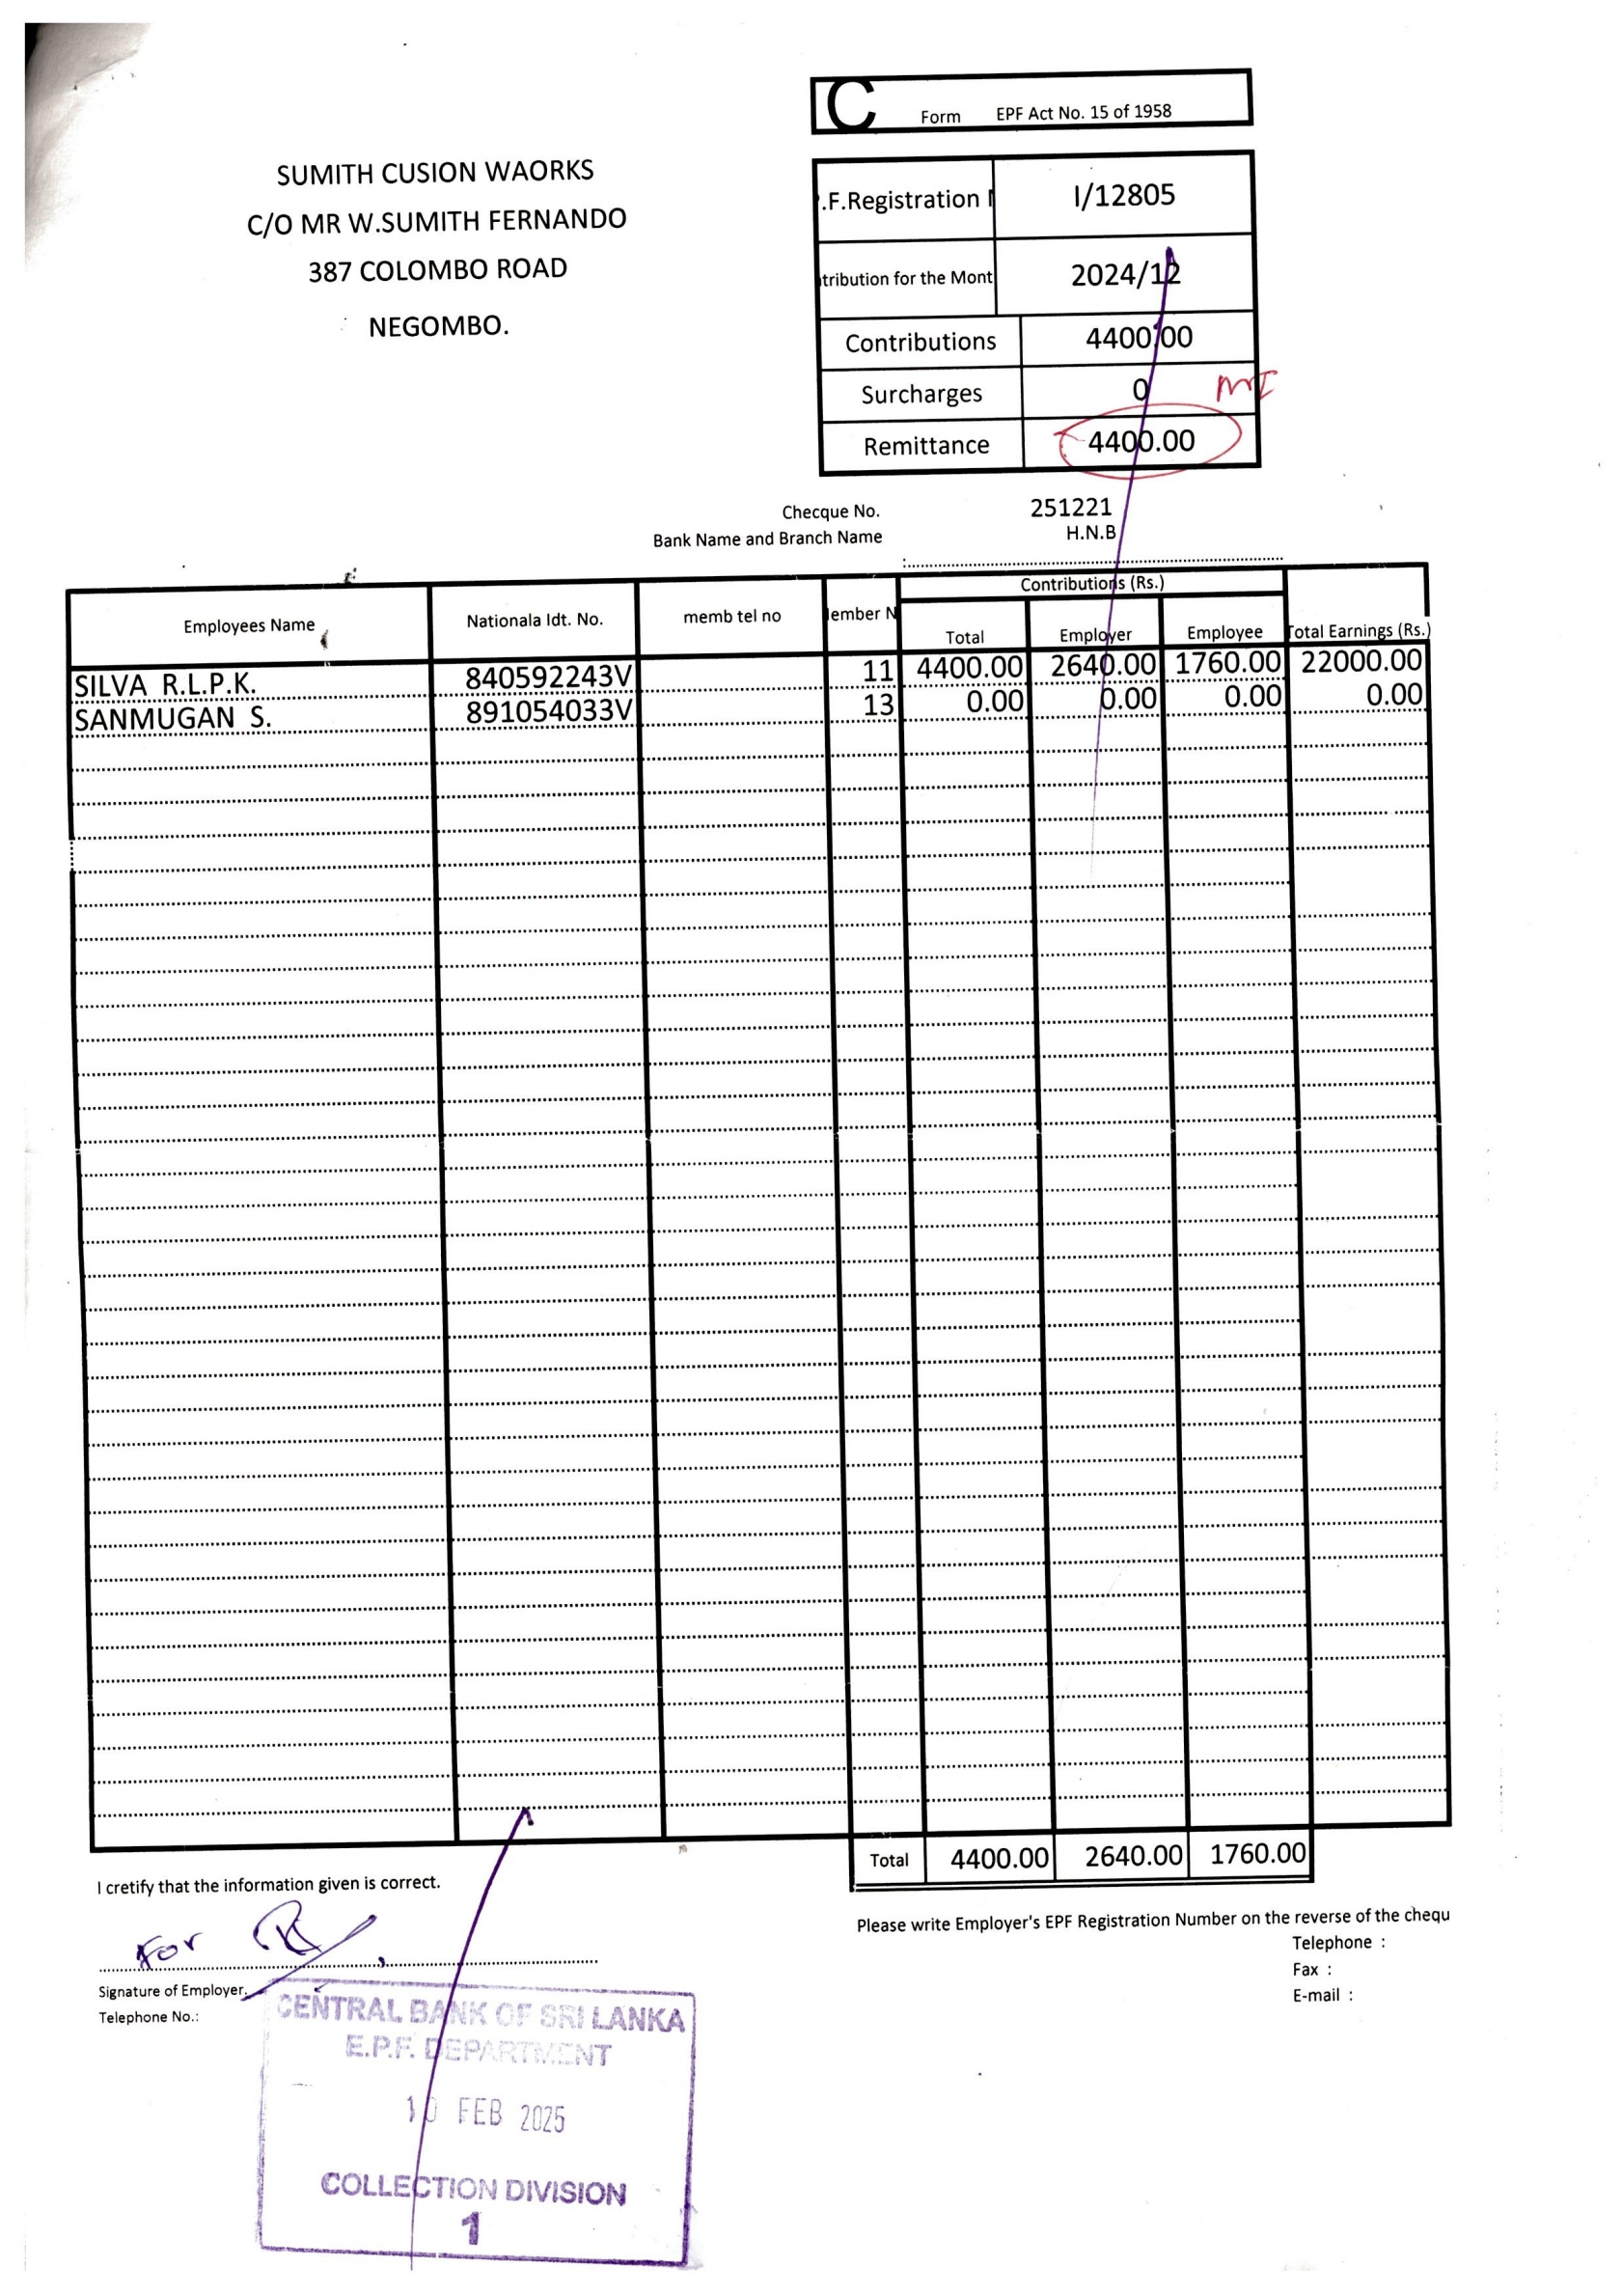 C Form EPF Act No. 15 of 1958
SUMITH CUSION WAORKS
C/O MR W.SUMITH FERNANDO
387 COLOMBO ROAD
NEGOMBO.
.F.Registration I/12805
tribution for the Mont 2024/12
Contributions 4400.00
Surcharges 0
Remittance 4400.00
Checque No. 251221
Bank Name and Branch Name H.N.B
Contributions (Rs.)
Employees Name Nationala Idt. No. memb tel no ember N Total Employer Employee Total Earnings (Rs.)
SILVA R.L.P.K. 840592243V 11 4400.00 2640.00 1760.00 22000.00
SANMUGAN S. 891054033V 13 0.00 0.00 0.00 0.00
Total 4400.00 2640.00 1760.00
I cretify that the information given is correct.
Please write Employer's EPF Registration Number on the reverse of the chequ
For
Telephone :
Fax :
E-mail :
Signature of Employer.
Telephone No.:
CENTRAL BANK OF SRI LANKA
E.P.F. DEPARTMENT
10 FEB 2025
COLLECTION DIVISION
1